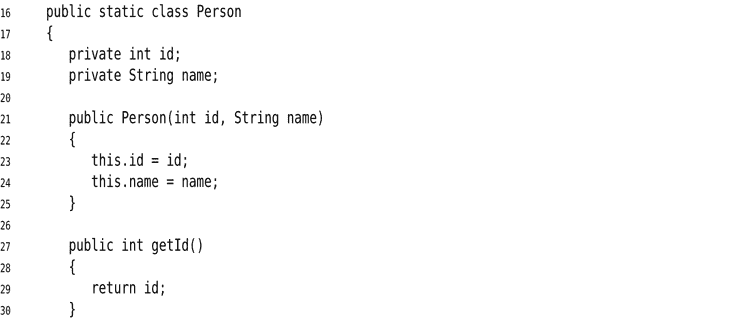 16 public static class Person
17 {
18 private int id;
19 private String name;
20
21 public Person(int id, String name)
22 {
23 this.id = id;
24 this.name = name;
25 }
26
27 public int getId()
28 {
29 return id;
30 }